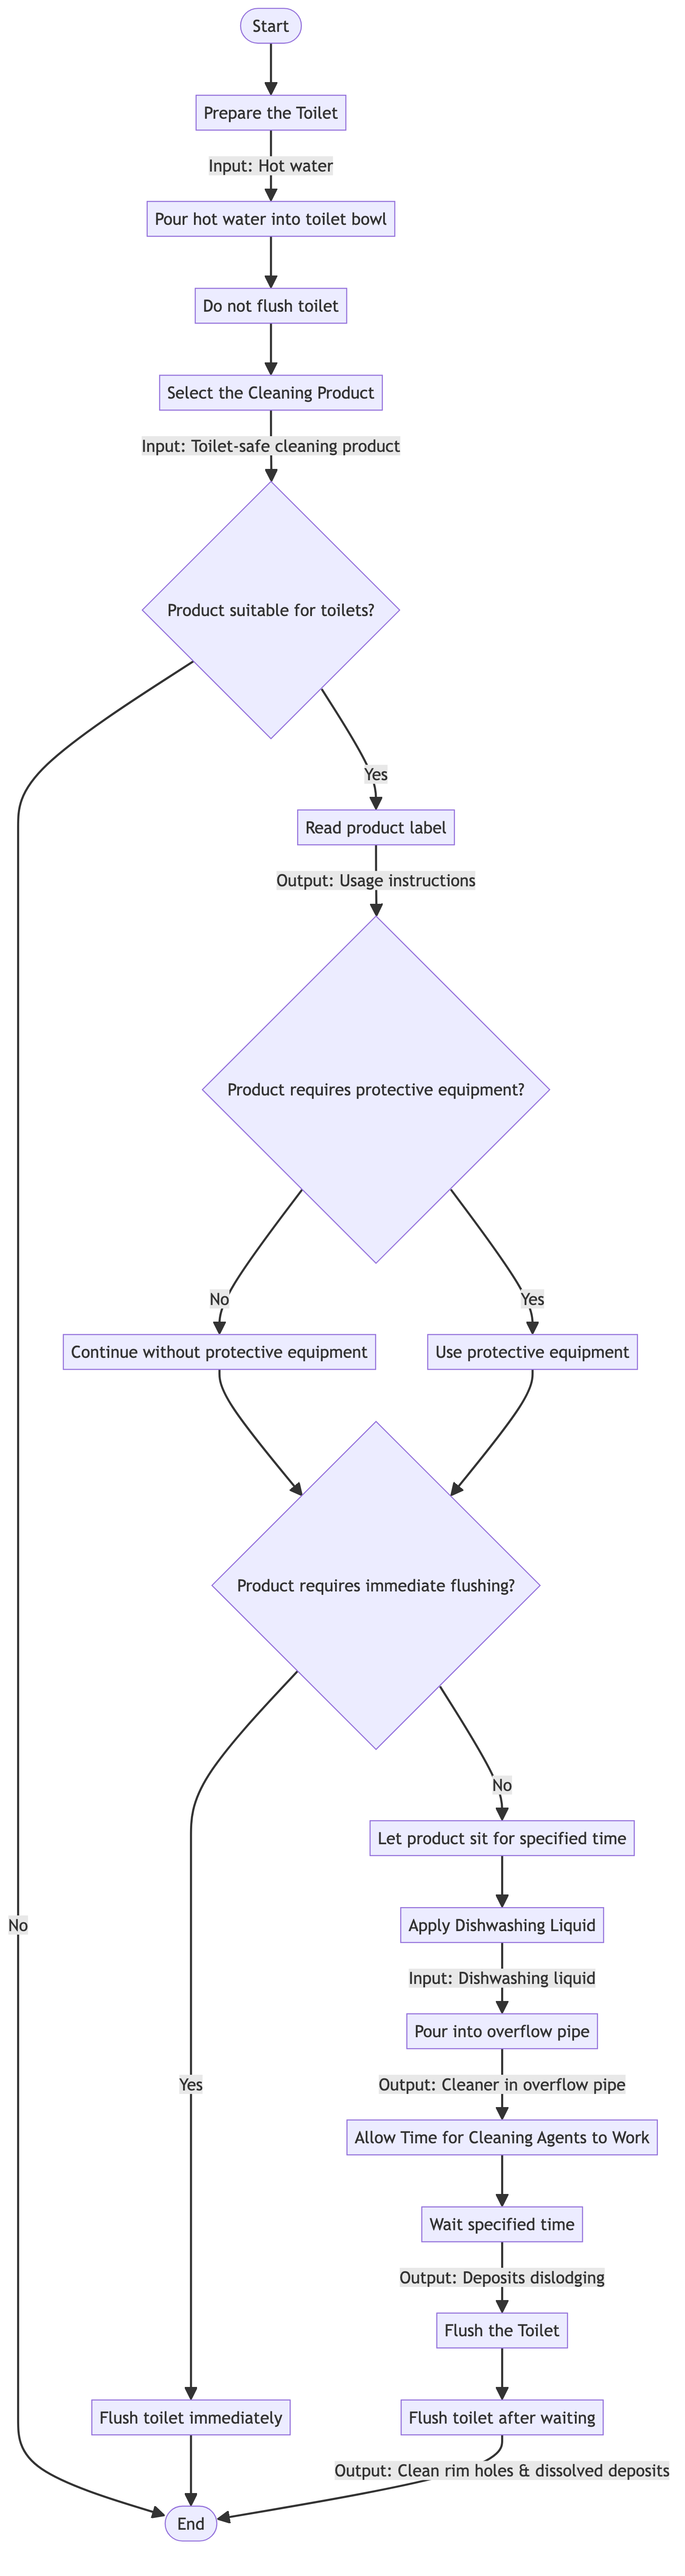 Start
Prepare the Toilet
Input: Hot water
Pour hot water into toilet bowl
Do not flush toilet
Select the Cleaning Product
Input: Toilet-safe cleaning product
Product suitable for toilets?
Yes
Read product label
Output: Usage instructions
Product requires protective equipment?
No
Yes
Continue without protective equipment
Use protective equipment
Product requires immediate flushing?
No
Let product sit for specified time
Apply Dishwashing Liquid
No
Input: Dishwashing liquid
Pour into overflow pipe
Yes
Output: Cleaner in overflow pipe
Allow Time for Cleaning Agents to Work
Wait specified time
Output: Deposits dislodging
Flush the Toilet
Flush toilet immediately
Flush toilet after waiting
Output: Clean rim holes & dissolved deposits
End